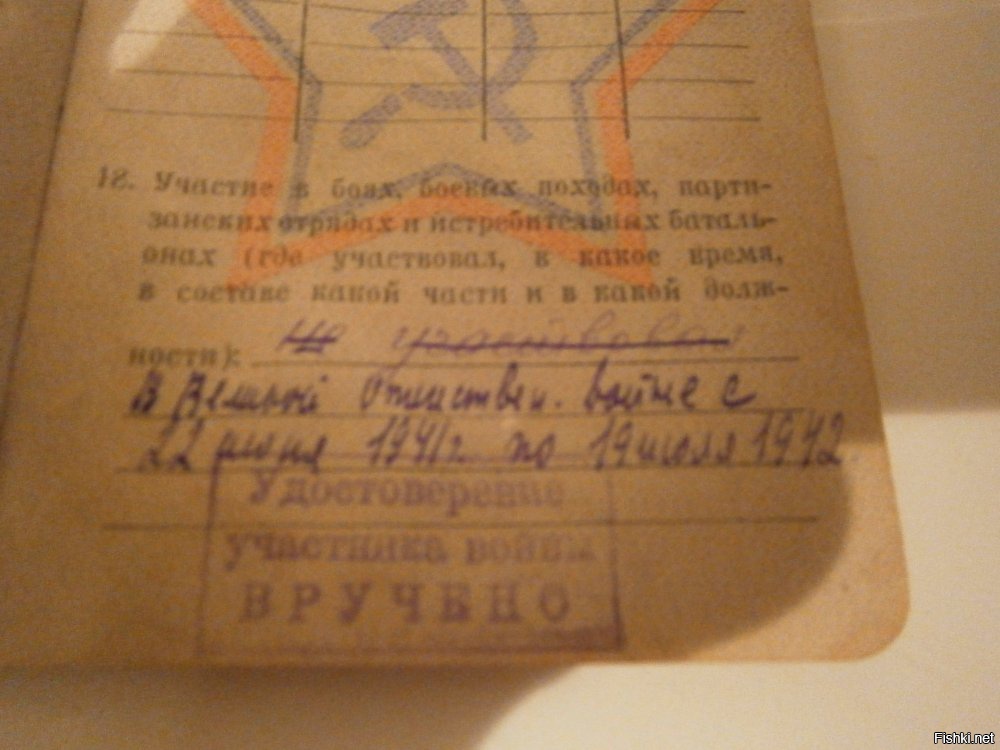 18. Участие в боях, боевых походах, парти-
занских отрядах и истребительных баталь-
онах (где участвовал, в какое время,
в составе какой части и в какой долж-
ности): не участвовал
В Великой Отечествен. войне с
22 июня 1941г. по 19 июля 1942.
Удостоверение
участника войны
ВРУЧЕНО
Fishki.net